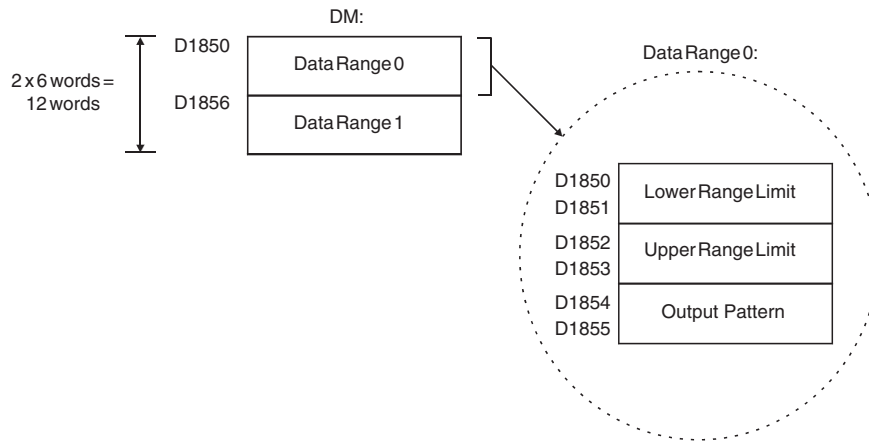 DM:
D1850
Data Range 0
2 x 6 words =
12 words
D1856
Data Range 1
Data Range 0:
D1850
D1851
Lower Range Limit
D1852
D1853
Upper Range Limit
D1854
D1855
Output Pattern